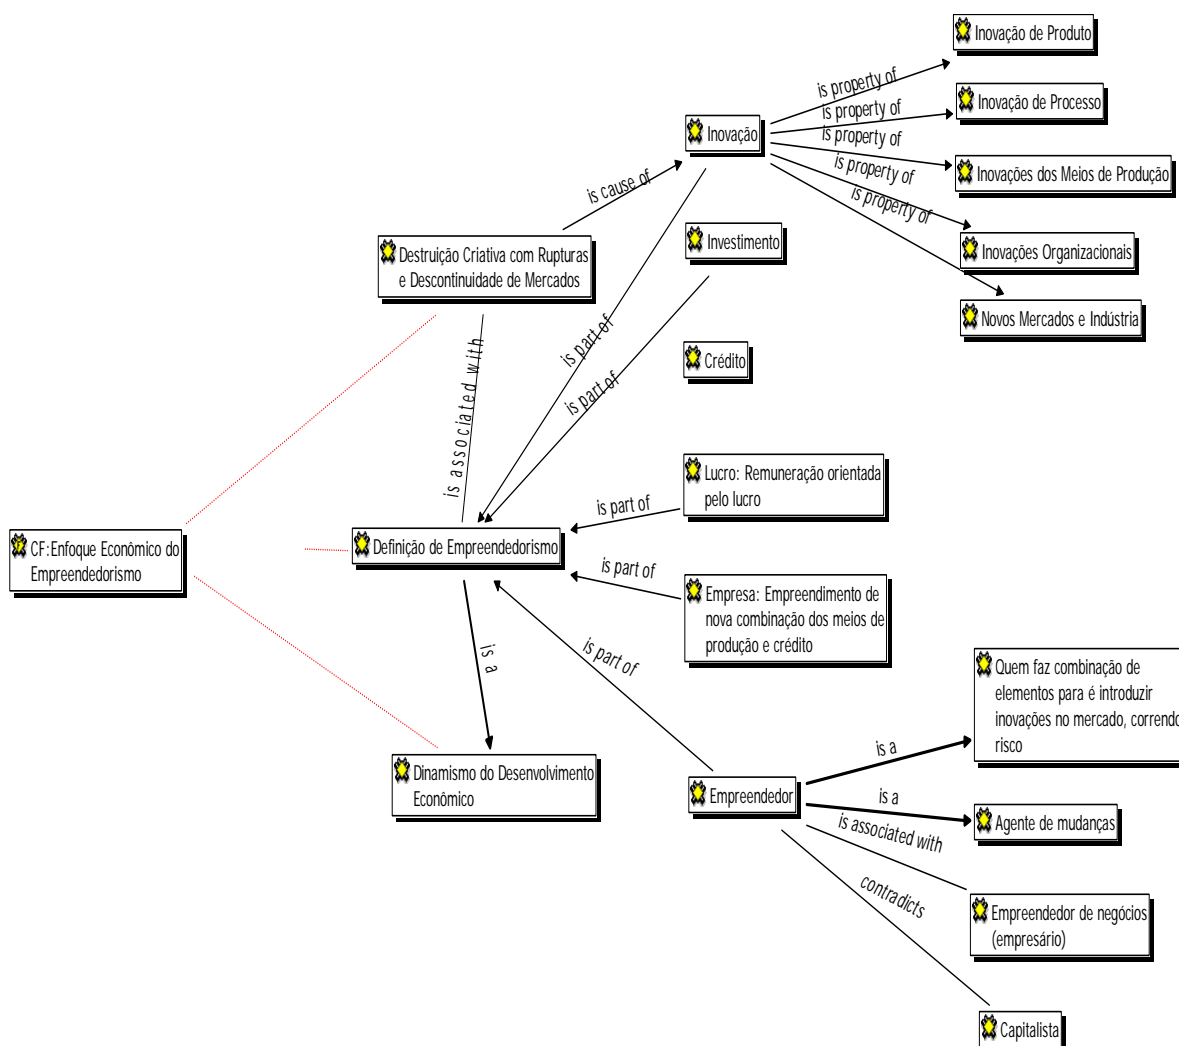 Inovação de Produto
is property of
Inovação de Processo
is property of
Inovação
is property of
Inovações dos Meios de Produção
is property of
is cause of
is property of
Investimento
Destruição Criativa com Rupturas
e Descontinuidade de Mercados
Inovações Organizacionais
Novos Mercados e Indústria
is part of
Crédito
is associated with
is part of
Lucro: Remuneração orientada
pelo lucro
is part of
CF:Enfoque Econômico do
Empreendedorismo
Definição de Empreendedorismo
is part of
Empresa: Empreendimento de
nova combinação dos meios de
produção e crédito
is a
is part of
Quem faz combinação de
elementos para é introduzir
inovações no mercado, correndo
risco
is a
Dinamismo do Desenvolvimento
Econômico
Empreendedor
is a
Agente de mudanças
is associated with
contradicts
Empreendedor de negócios
(empresário)
Capitalista